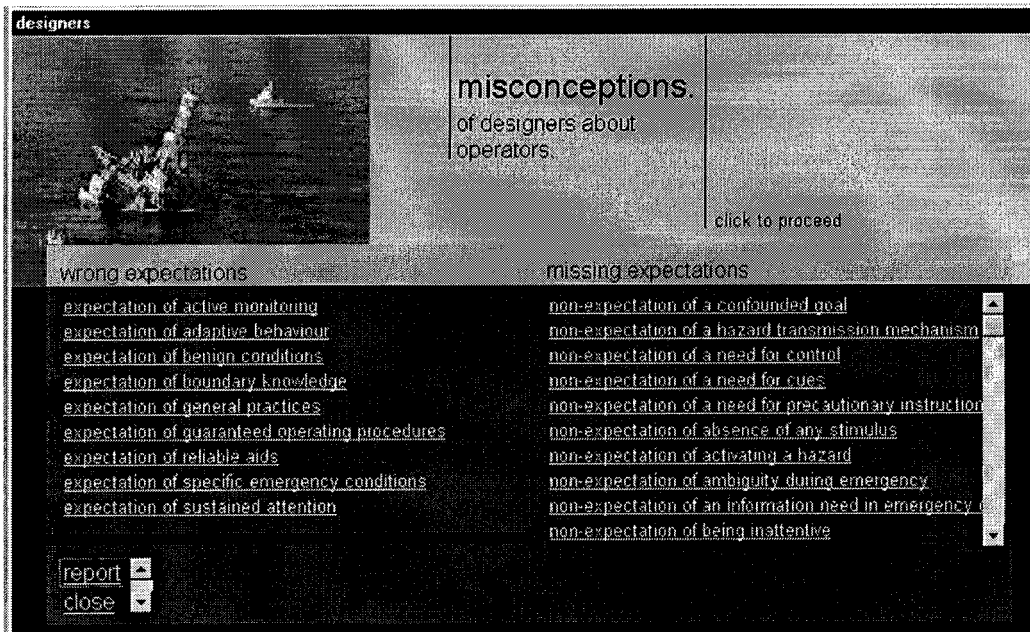 designers
misconceptions.
of designers about
operators.
click to proceed
wrong expectations
expectation of active monitoring
expectation of adaptive behaviour
expectation of benign conditions
expectation of boundary knowledge
expectation of general practices
expectation of guaranteed operating procedures
expectation of reliable aids
expectation of specific emergency conditions
expectation of sustained attention
missing expectations
non-expectation of a confounded goal
non-expectation of a hazard transmission mechanism
non-expectation of a need for control
non-expectation of a need for cues
non-expectation of a need for precautionary instruction
non-expectation of absence of any stimulus
non-expectation of activating a hazard
non-expectation of ambiguity during emergency
non-expectation of an information need in emergency
non-expectation of being inattentive
report
close